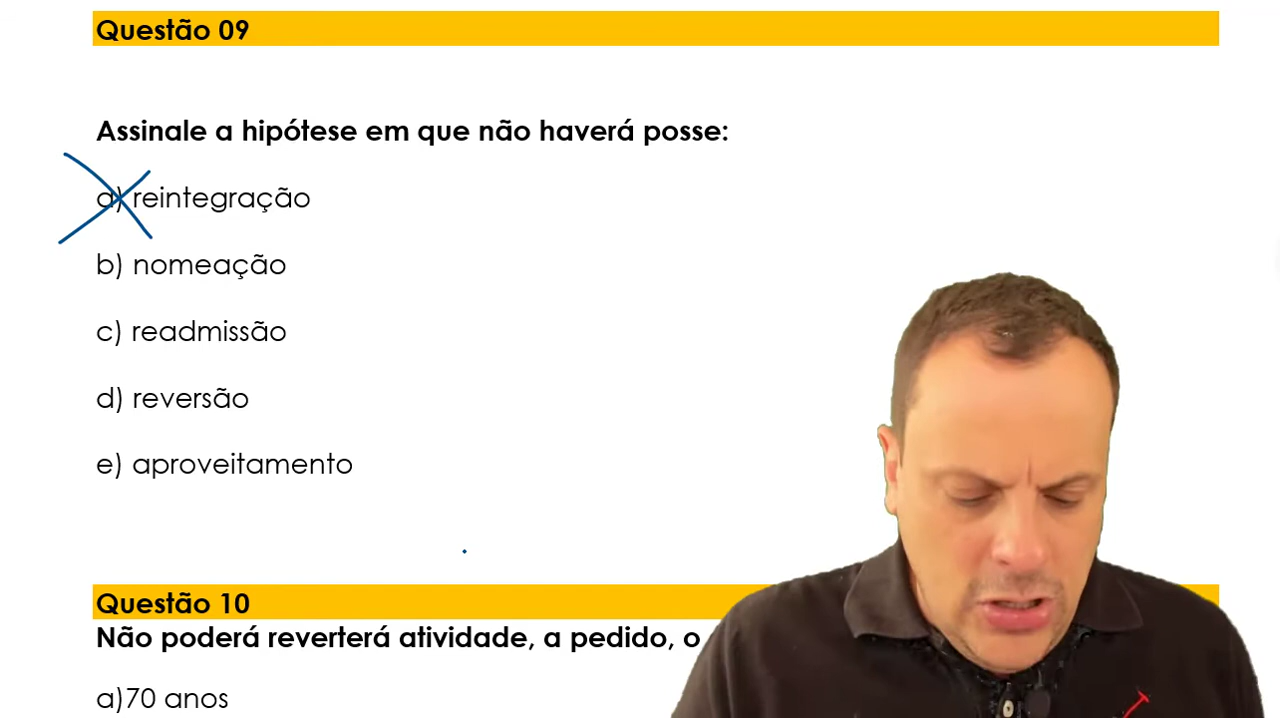 Questão 09
Assinale a hipótese em que não haverá posse:
a) reintegração
b) nomeação
c) readmissão
d) reversão
e) aproveitamento
Questão 10
Não poderá reverterá atividade, a pedido, o
a)70 anos